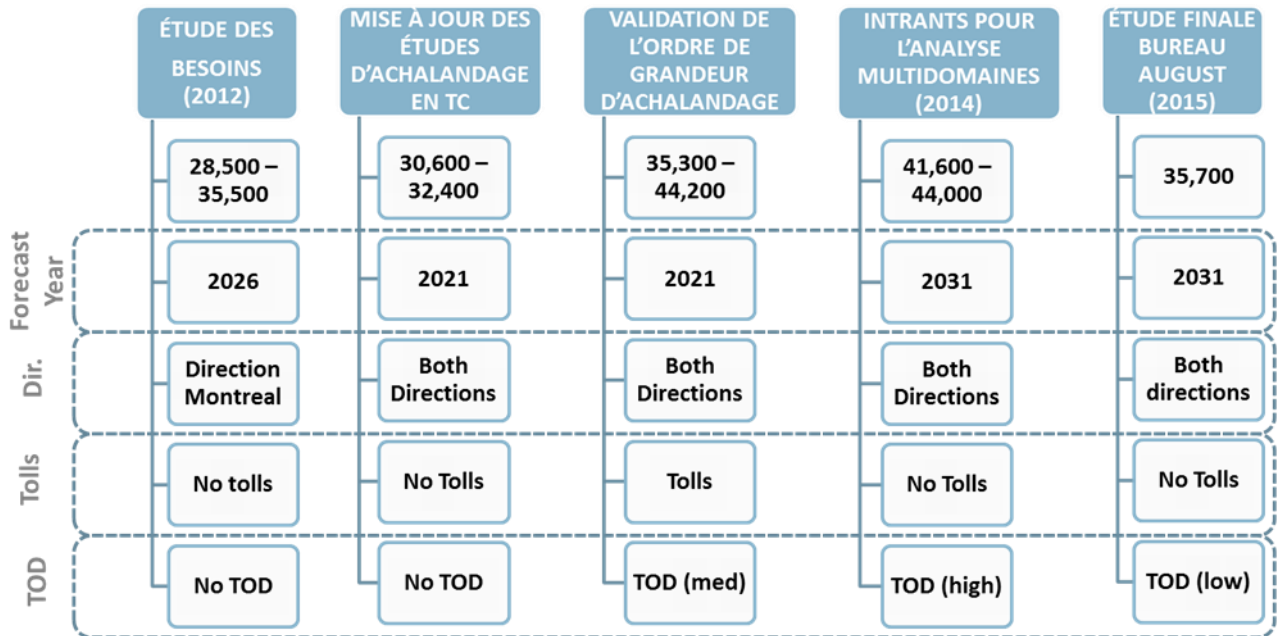 ÉTUDE DES
BESOINS
(2012)
MISE À JOUR DES
ÉTUDES
D'ACHALANDAGE
EN TC
VALIDATION DE
L'ORDRE DE
GRANDEUR
D'ACHALANDAGE
INTRANTS POUR
L'ANALYSE
MULTIDOMAINES
(2014)
ÉTUDE FINALE
BUREAU
AUGUST
(2015)
28,500 –
35,500
30,600 –
32,400
35,300 –
44,200
41,600 –
44,000
35,700
Forecast
Year
2026
2021
2021
2031
2031
Dir.
Direction
Montreal
Both
Directions
Both
Directions
Both
Directions
Both
directions
Tolls
No tolls
No Tolls
Tolls
No Tolls
No Tolls
TOD
No TOD
No TOD
TOD (med)
TOD (high)
TOD (low)